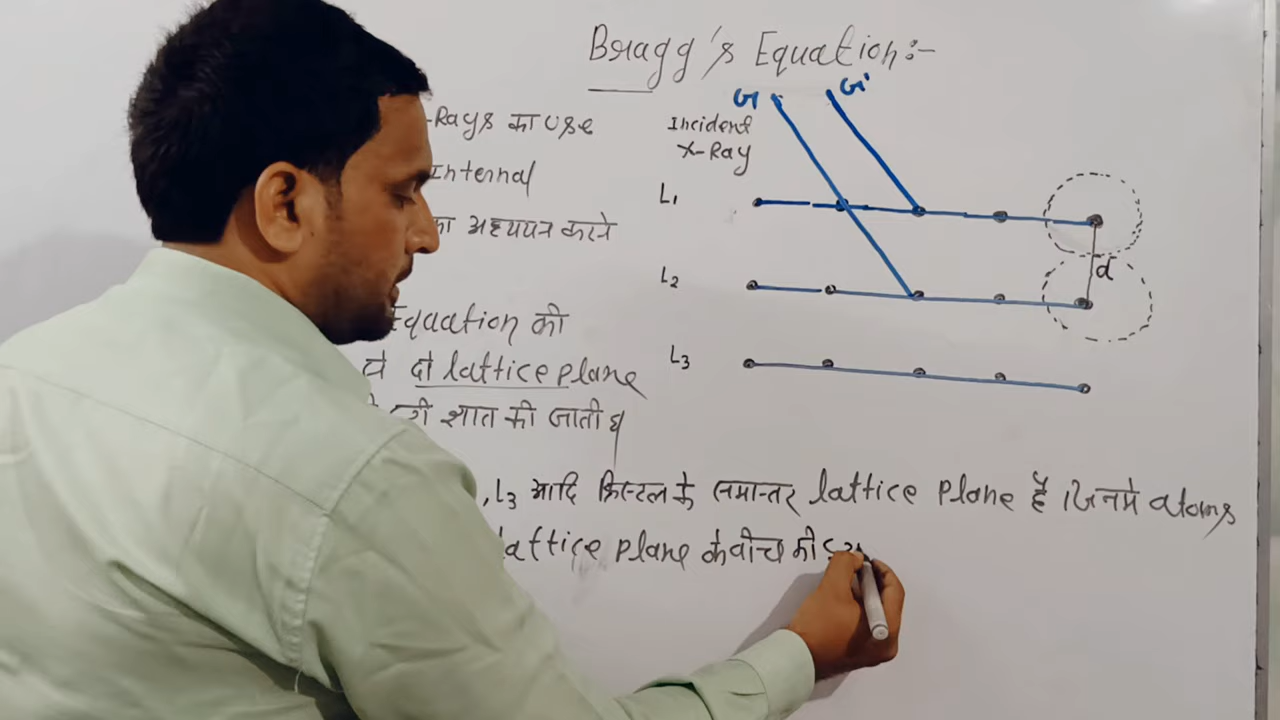 Bragg's Equation:-
-Rays का use
Internal
का अध्ययन करने
Equation की
दो lattice plane
ज्ञात की जाती है
G
G'
Incident
X-Ray
L1
L2
L3
d
,L3 आदि क्रिस्टल के समान्तर lattice plane हैं । जिनमे atoms
lattice plane के बीच की